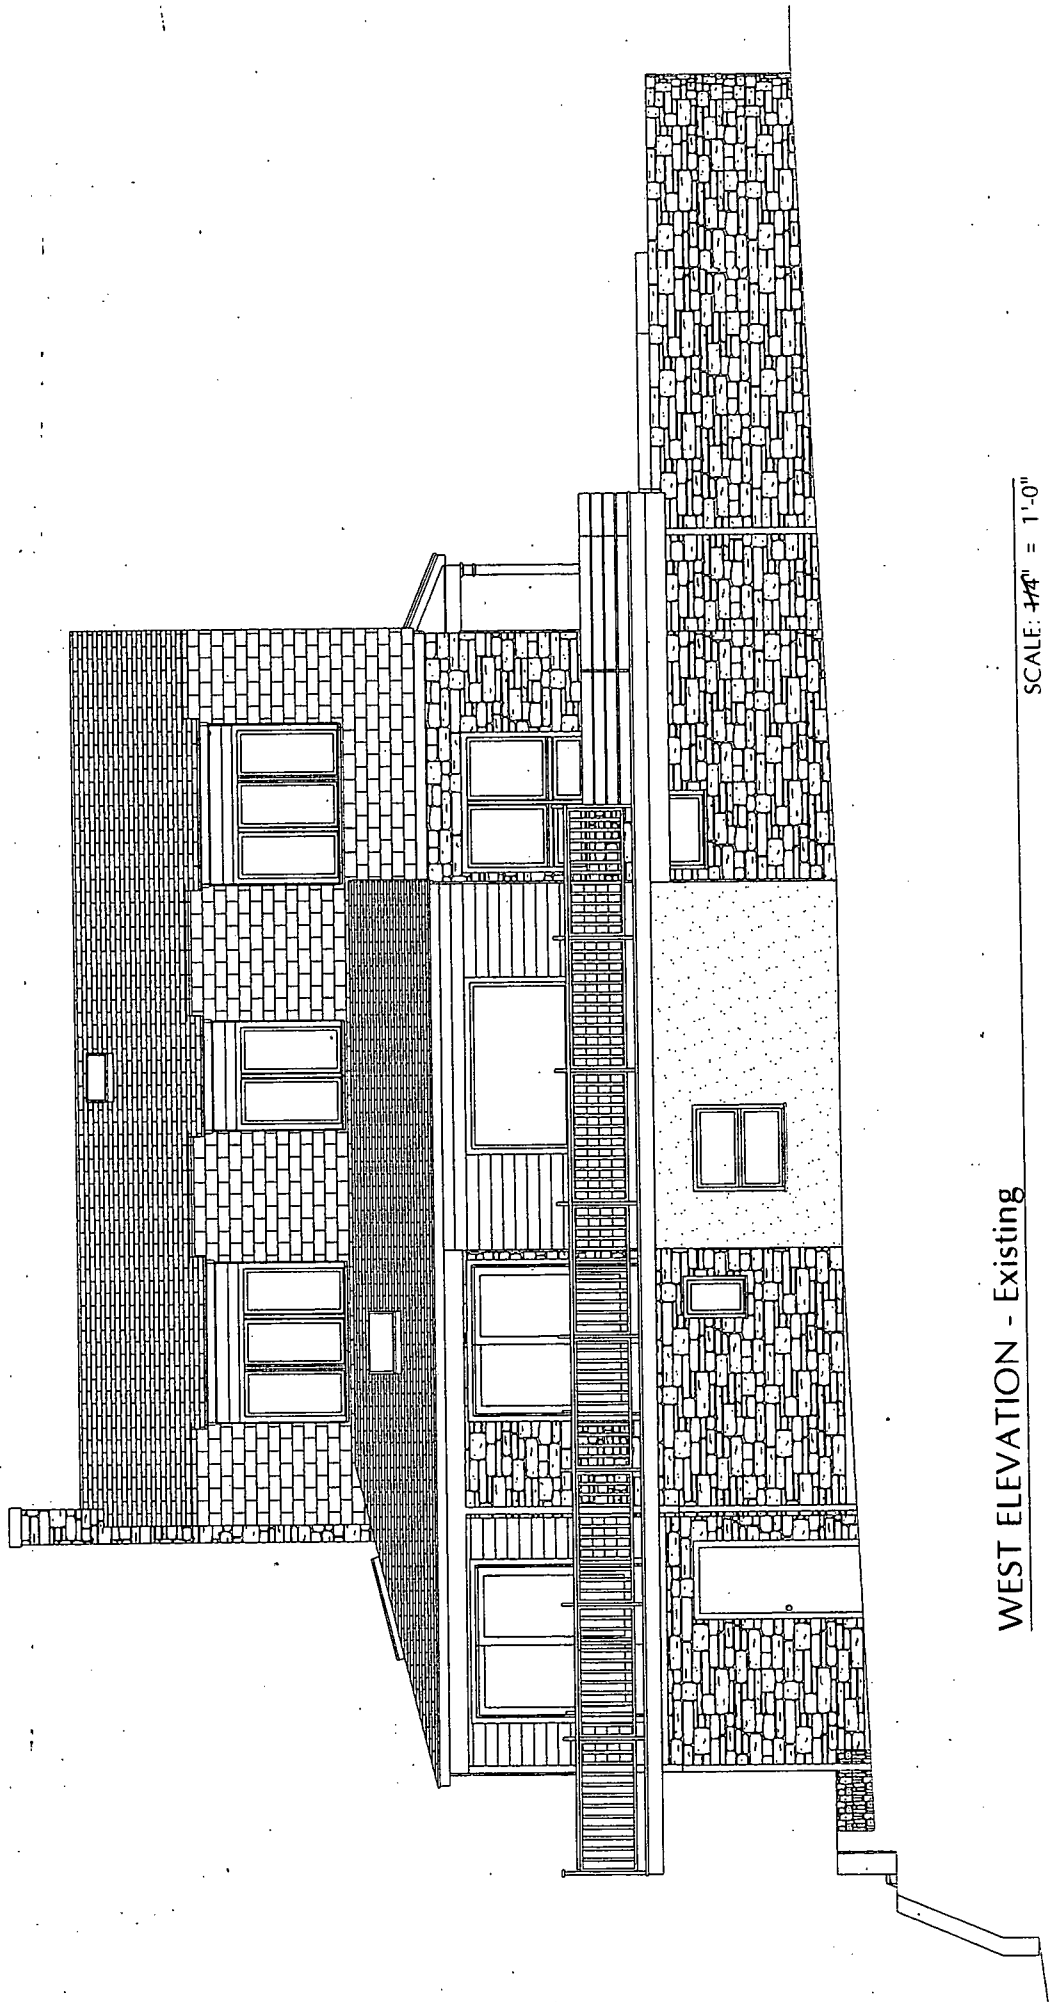 WEST ELEVATION - Existing
SCALE: 1/4" = 1'-0"